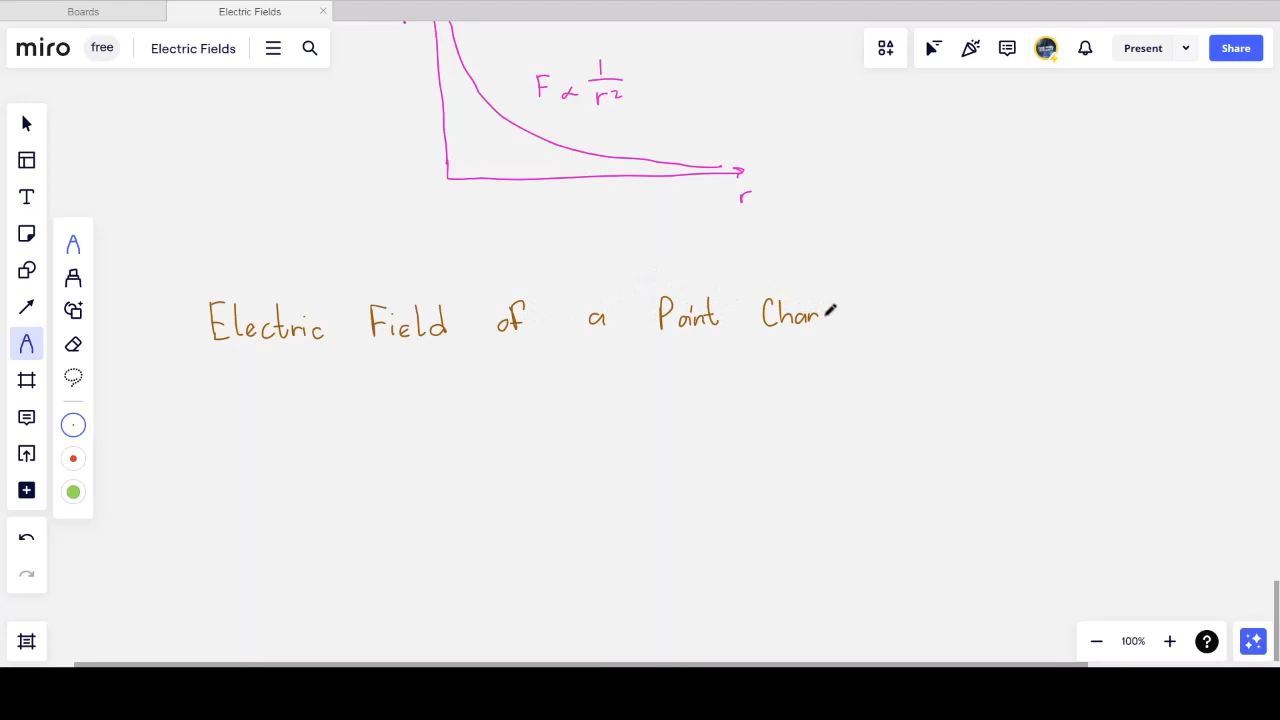 Boards
Electric Fields
miro free Electric Fields
Present
Share
F ∝ 1/r²
r
Electric Field of a Point Char
100%